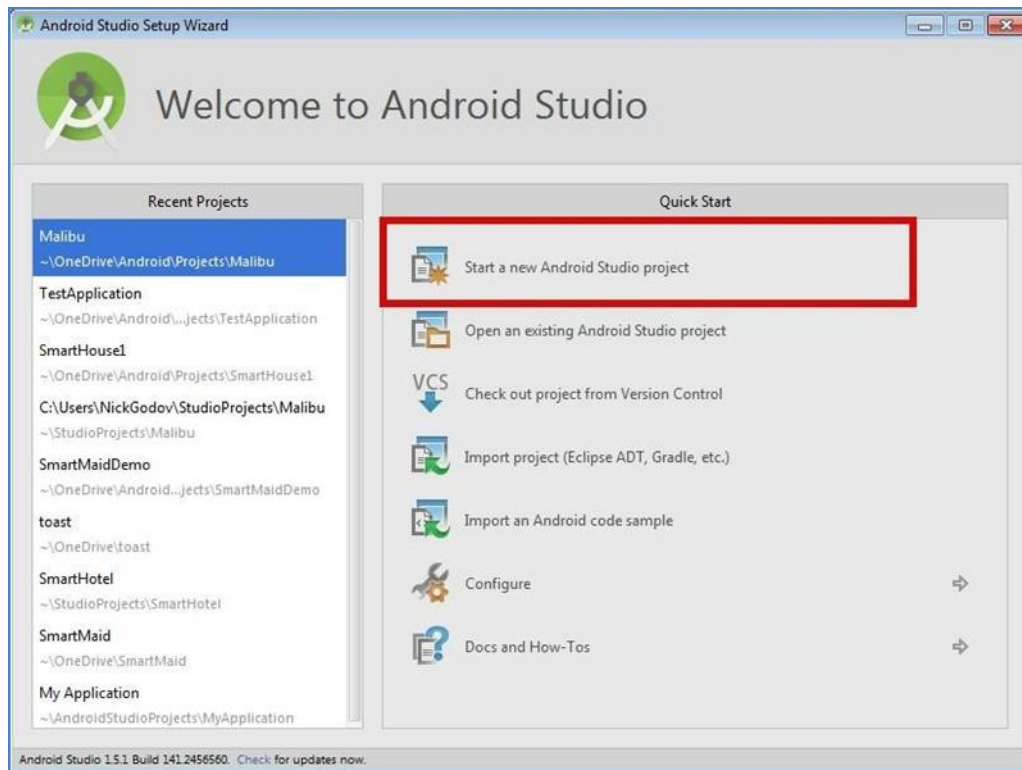 Android Studio Setup Wizard
Welcome to Android Studio
Recent Projects
Malibu
~\OneDrive\Android\Projects\Malibu
TestApplication
~\OneDrive\Android\...jects\TestApplication
SmartHouse1
~\OneDrive\Android\Projects\SmartHouse1
C:\Users\NickGodov\StudioProjects\Malibu
~\StudioProjects\Malibu
SmartMaidDemo
~\OneDrive\Android...jects\SmartMaidDemo
toast
~\OneDrive\toast
SmartHotel
~\StudioProjects\SmartHotel
SmartMaid
~\OneDrive\SmartMaid
My Application
~\AndroidStudioProjects\MyApplication
Quick Start
Start a new Android Studio project
Open an existing Android Studio project
VCS
Check out project from Version Control
Import project (Eclipse ADT, Gradle, etc.)
Import an Android code sample
Configure
Docs and How-Tos
Android Studio 1.5.1 Build 141.2456560. Check for updates now.